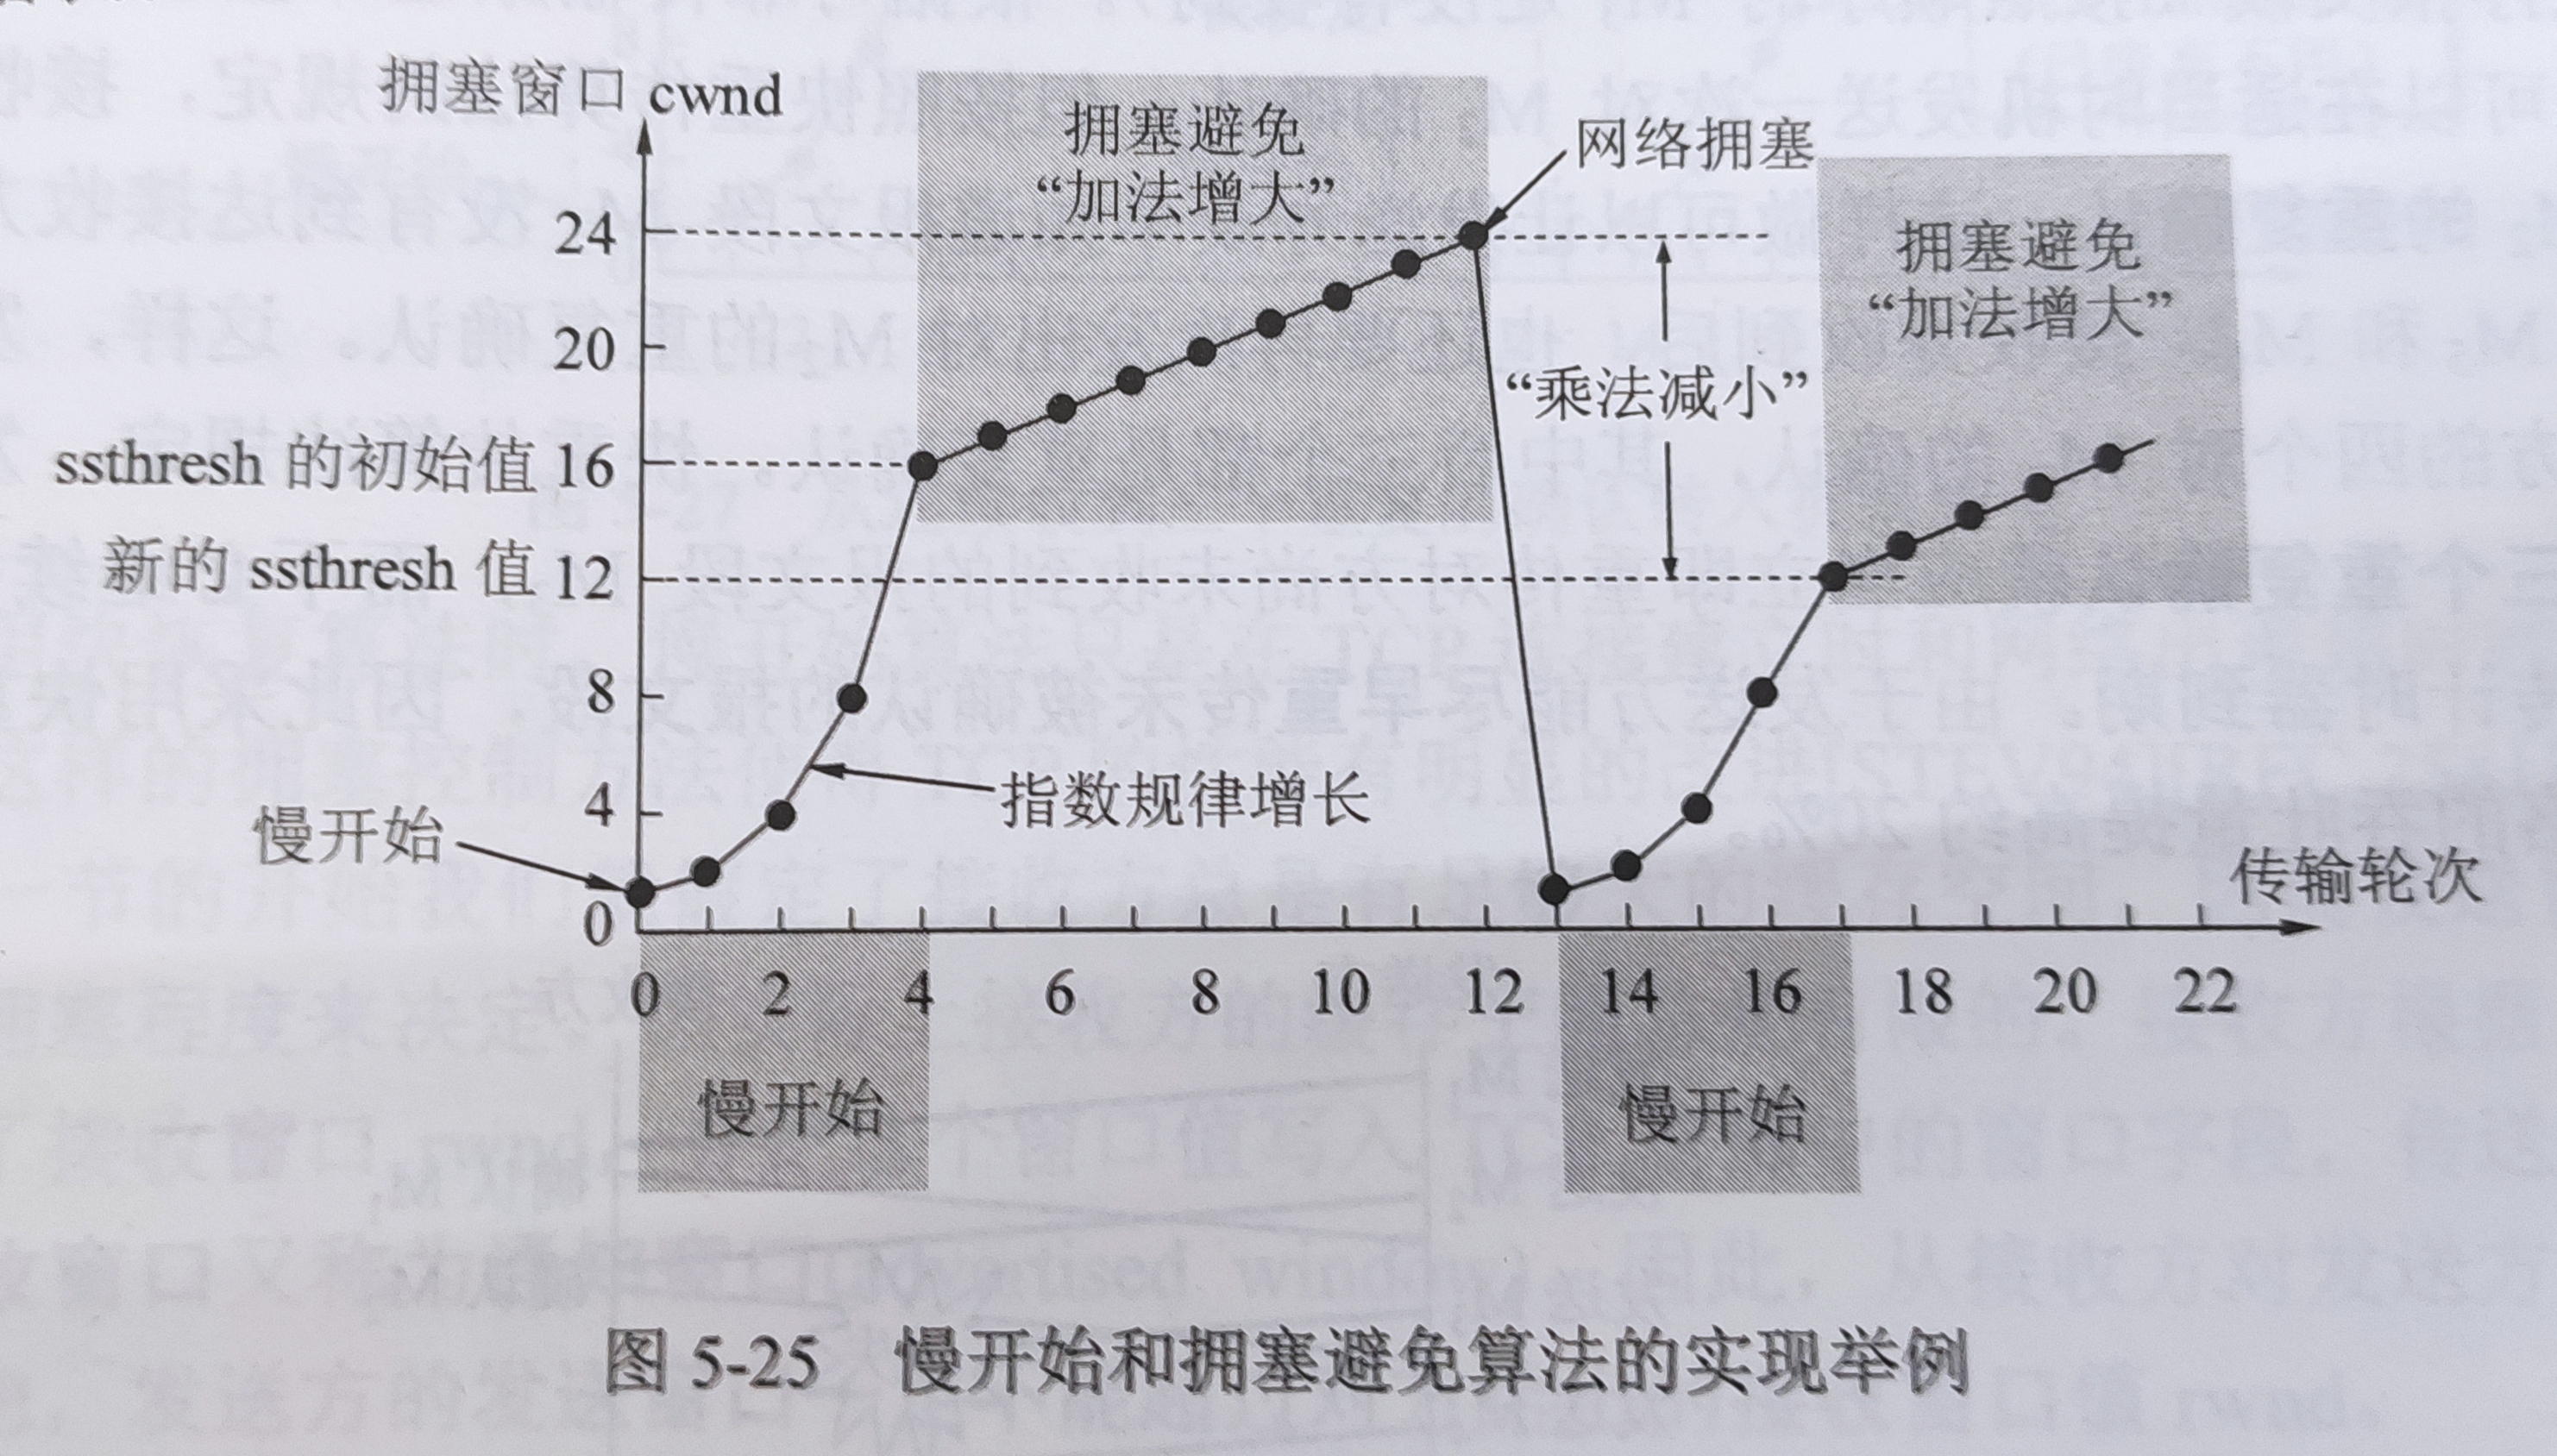 拥塞窗口 cwnd
拥塞避免
“加法增大”
网络拥塞
拥塞避免
“加法增大”
24
20
“乘法减小”
ssthresh 的初始值 16
新的 ssthresh 值 12
8
4
指数规律增长
慢开始
传输轮次
0
0 2 4 6 8 10 12 14 16 18 20 22
慢开始
慢开始
图 5-25 慢开始和拥塞避免算法的实现举例